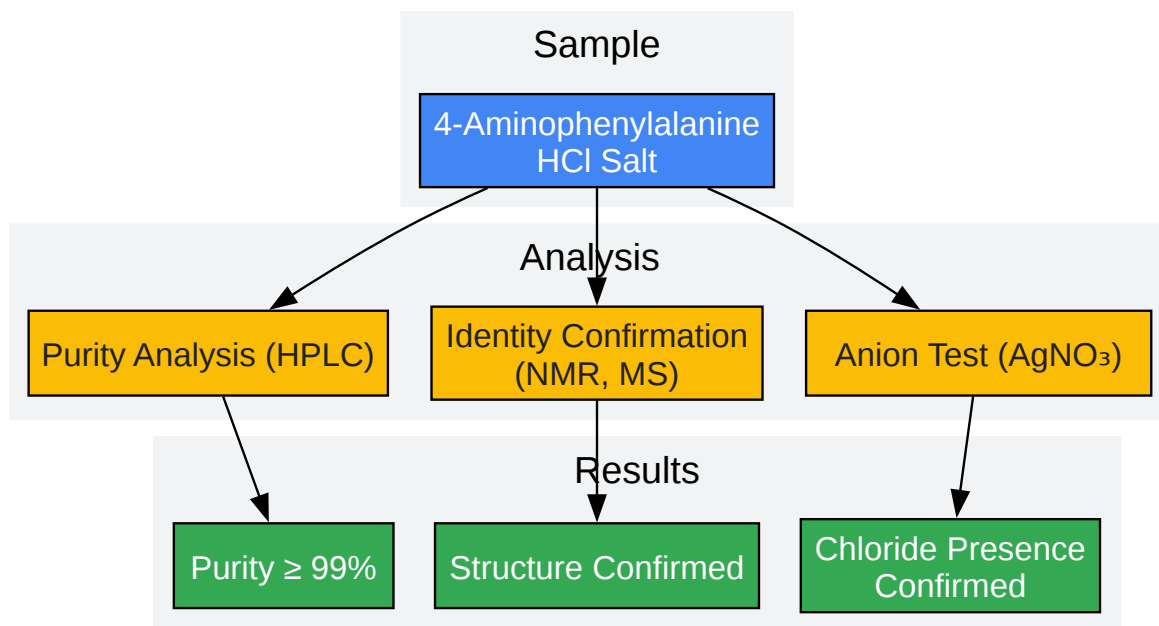 Sample
4-Aminophenylalanine
HCl Salt
Analysis
Purity Analysis (HPLC)
Identity Confirmation
(NMR, MS)
Anion Test (AgNO₃)
Results
Purity ≥ 99%
Structure Confirmed
Chloride Presence
Confirmed